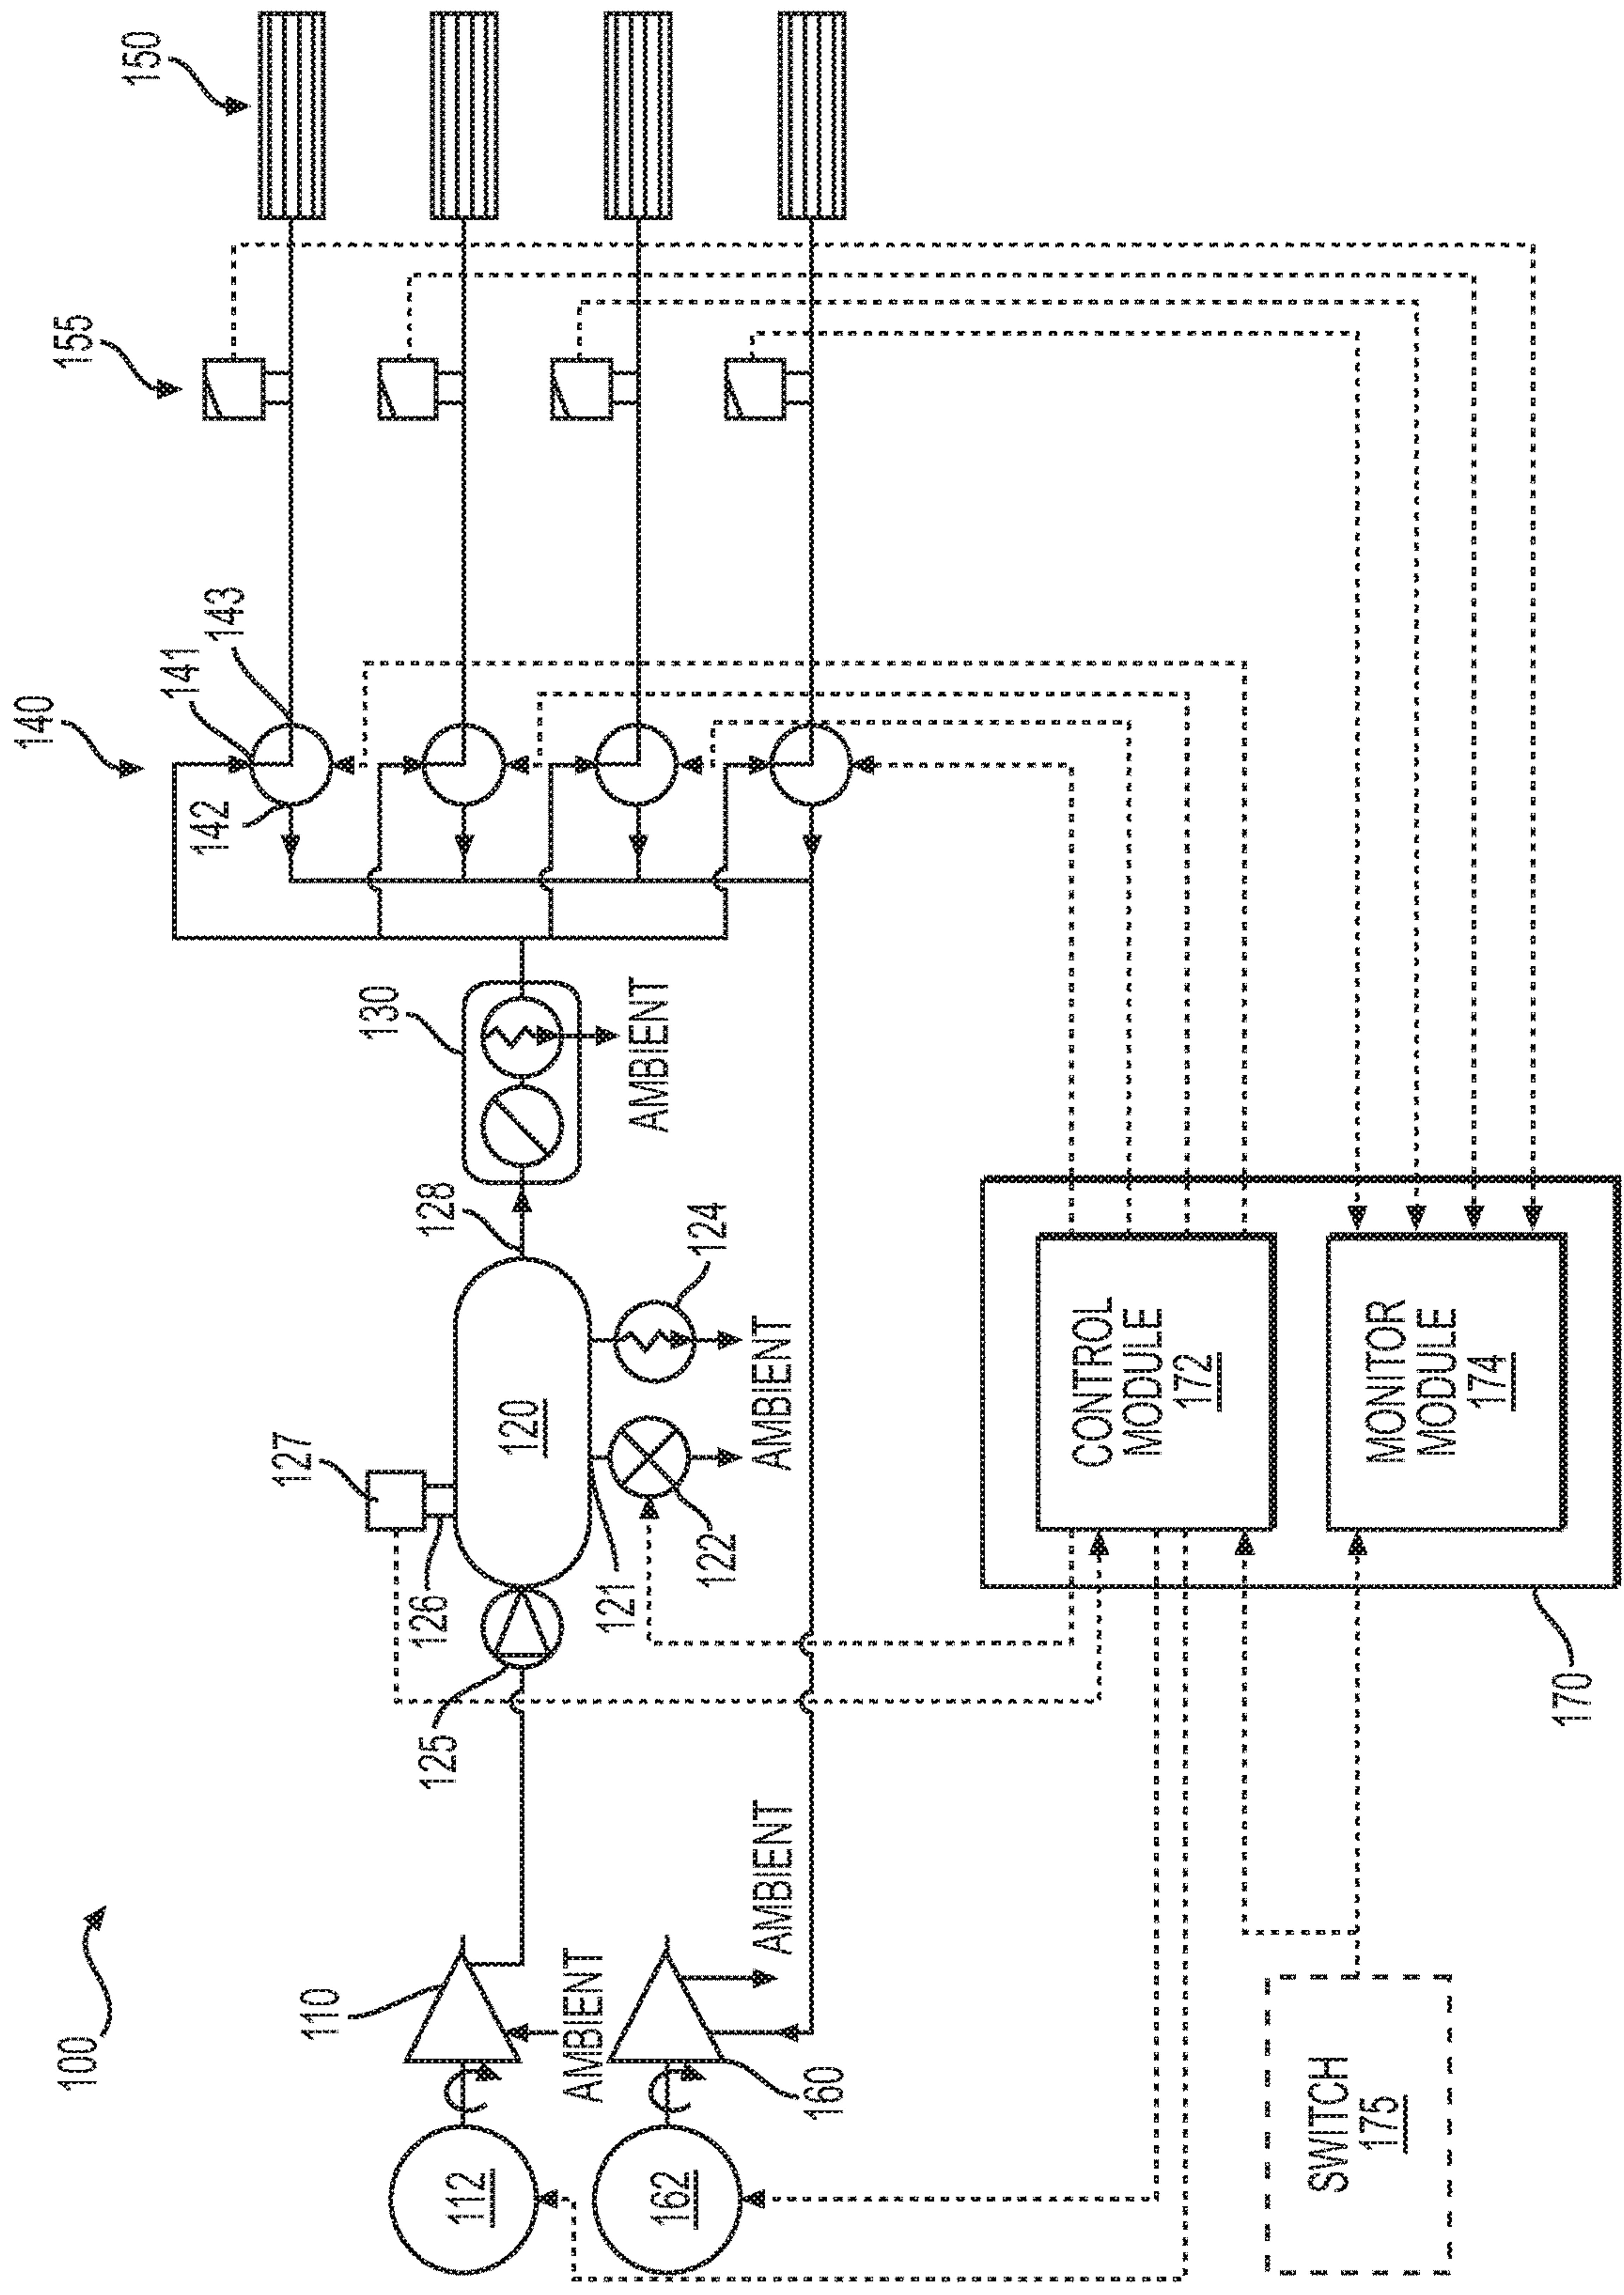 100
140
155
150
141
143
142
127
110
130
125
126
128
112
120
AMBIENT
121
AMBIENT
162
122
124
AMBIENT
AMBIENT
160
CONTROL
MODULE
172
SWITCH
175
MONITOR
MODULE
174
170